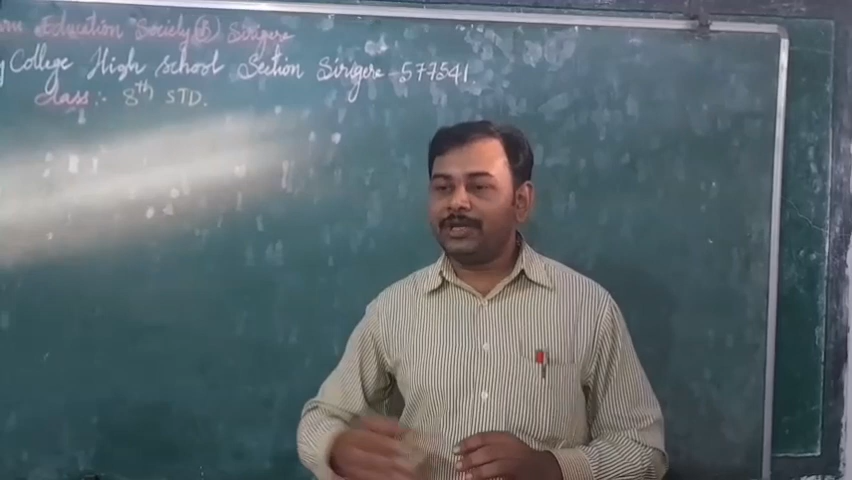 Education Society (R) Sirigere
College High school Section Sirigere - 577541.
class:- 8th STD.